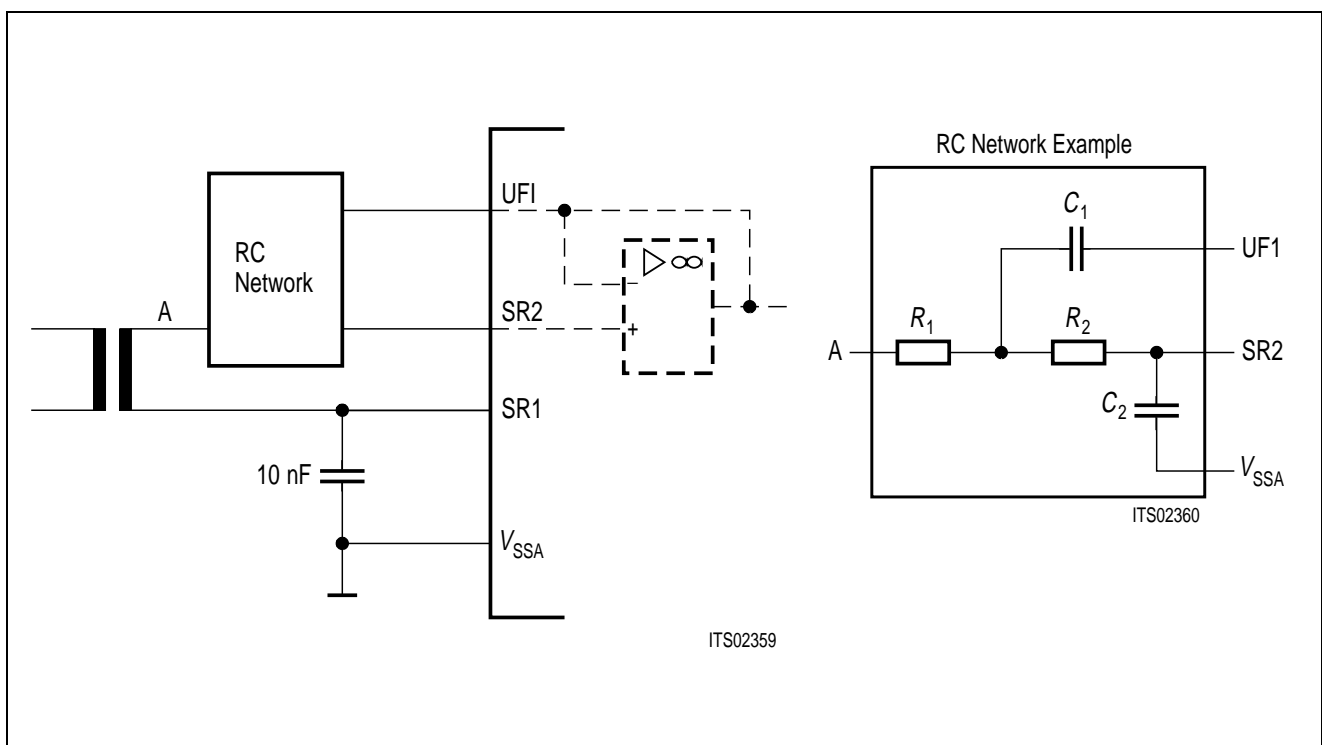 RC Network Example
UFI
C1
RC
Network
▷ ∞
−
UF1
A
SR2
+
R1
R2
A
SR2
SR1
C2
10 nF
VSSA
ITS02360
VSSA
ITS02359